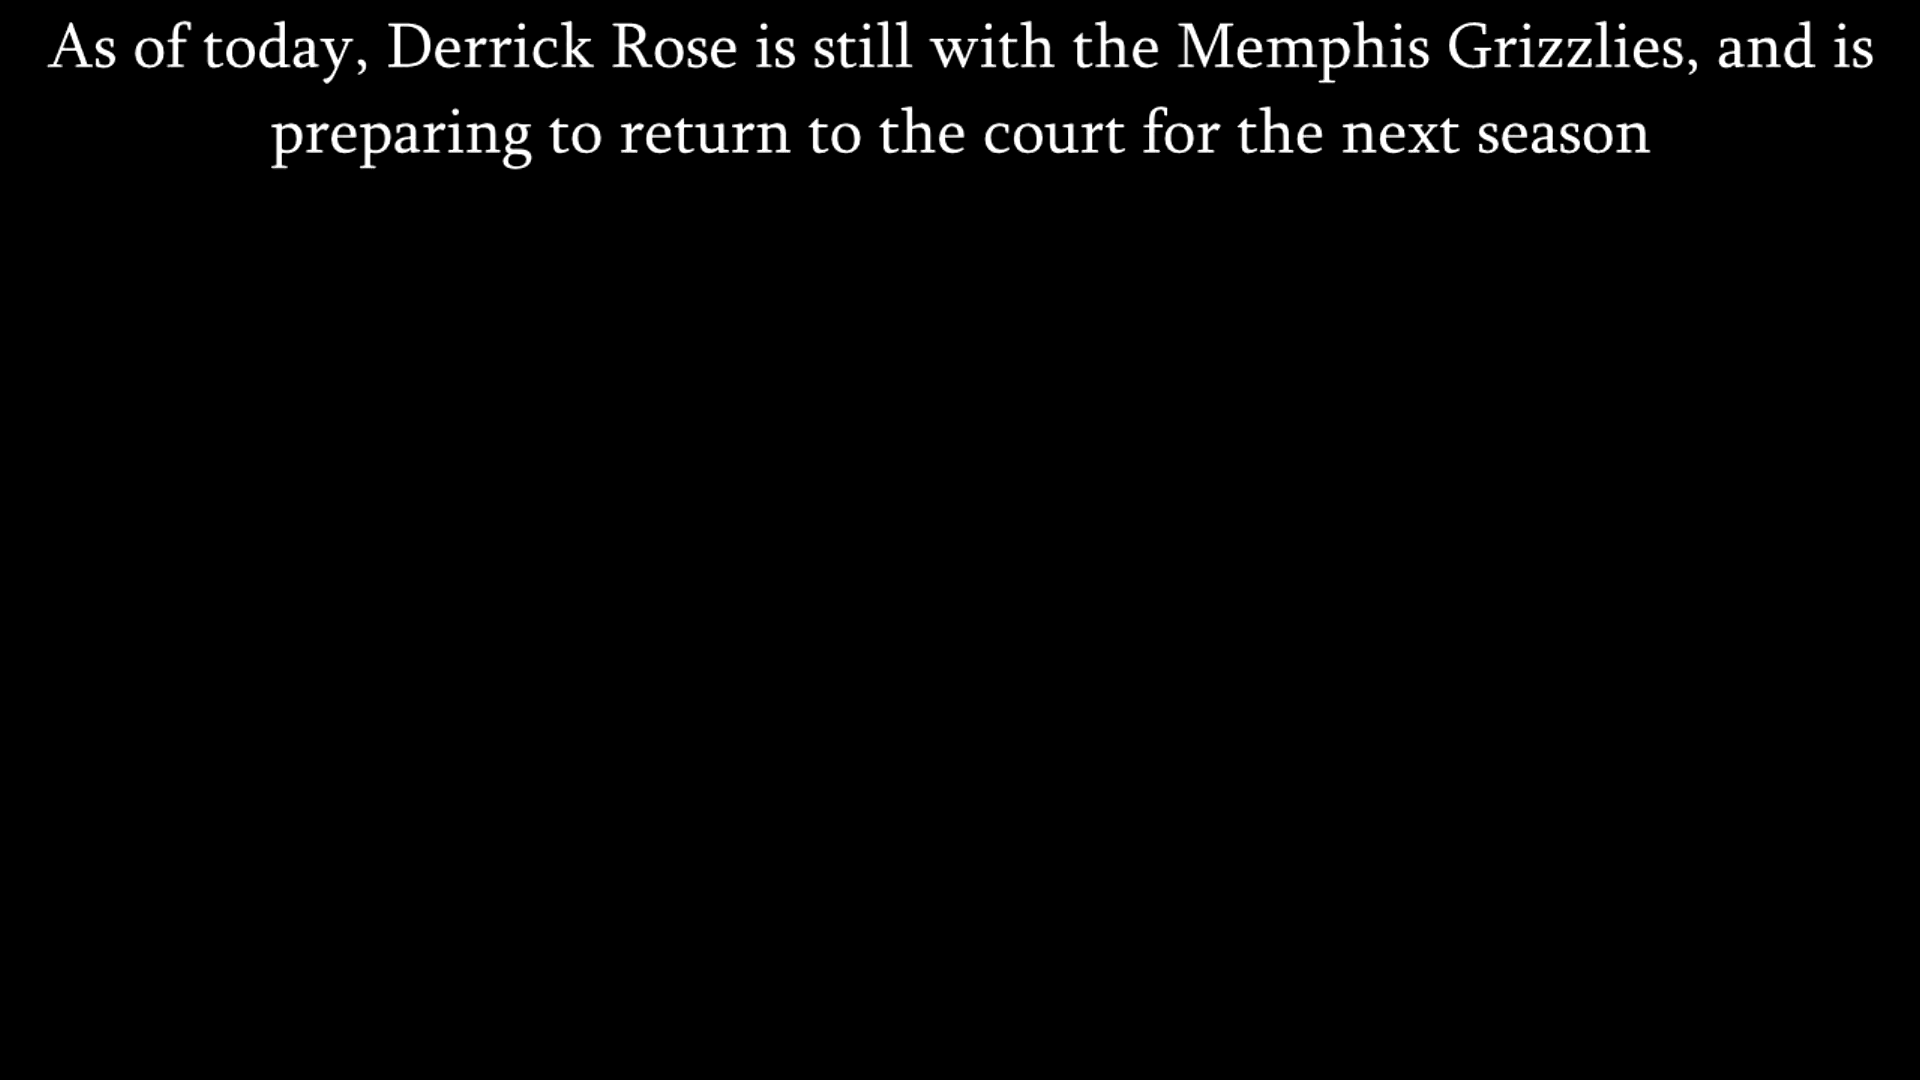 As of today, Derrick Rose is still with the Memphis Grizzlies, and is
preparing to return to the court for the next season